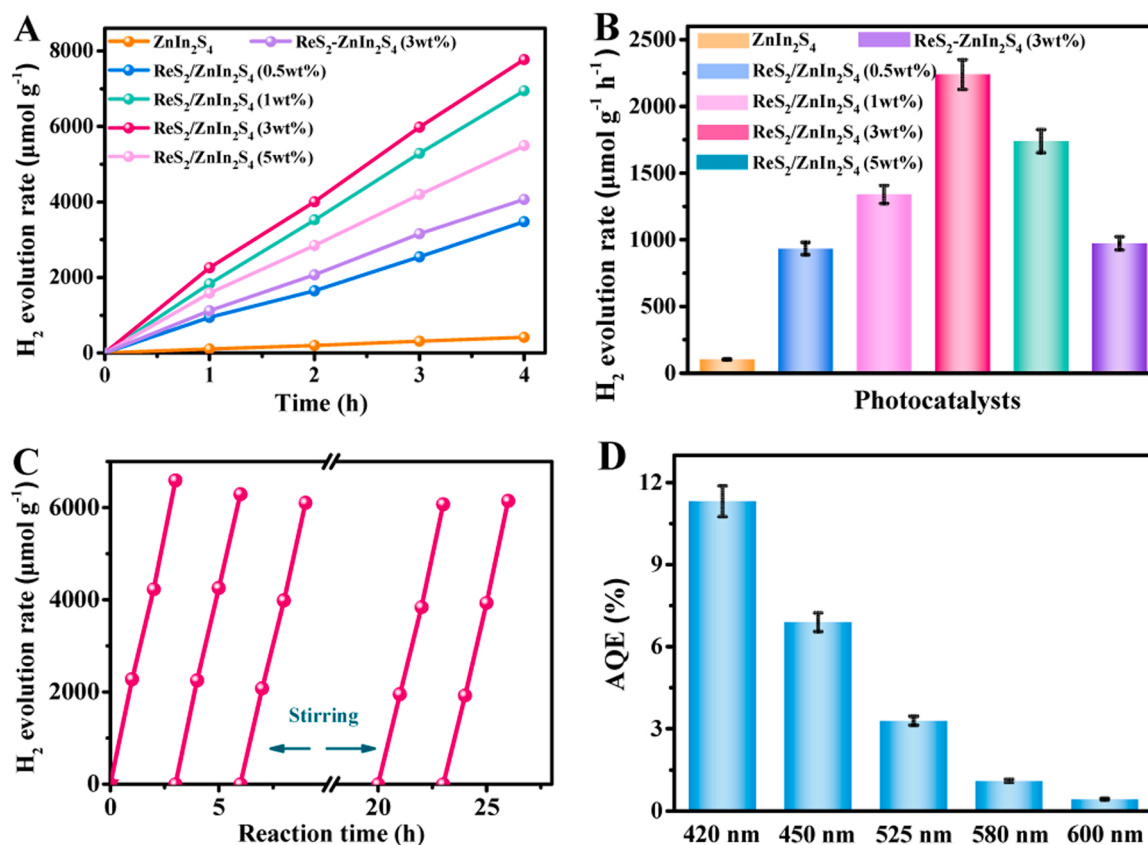 A
H₂ evolution rate (μmol g⁻¹)
8000
6000
4000
2000
0
ZnIn₂S₄
ReS₂-ZnIn₂S₄ (3wt%)
ReS₂/ZnIn₂S₄ (0.5wt%)
ReS₂/ZnIn₂S₄ (1wt%)
ReS₂/ZnIn₂S₄ (3wt%)
ReS₂/ZnIn₂S₄ (5wt%)
0 1 2 3 4
Time (h)
B
H₂ evolution rate (μmol g⁻¹ h⁻¹)
2500
2000
1500
1000
500
0
ZnIn₂S₄
ReS₂-ZnIn₂S₄ (3wt%)
ReS₂/ZnIn₂S₄ (0.5wt%)
ReS₂/ZnIn₂S₄ (1wt%)
ReS₂/ZnIn₂S₄ (3wt%)
ReS₂/ZnIn₂S₄ (5wt%)
Photocatalysts
C
H₂ evolution rate (μmol g⁻¹)
6000
4000
2000
0
Stirring
0 5 20 25
Reaction time (h)
D
AQE (%)
12
9
6
3
0
420 nm 450 nm 525 nm 580 nm 600 nm